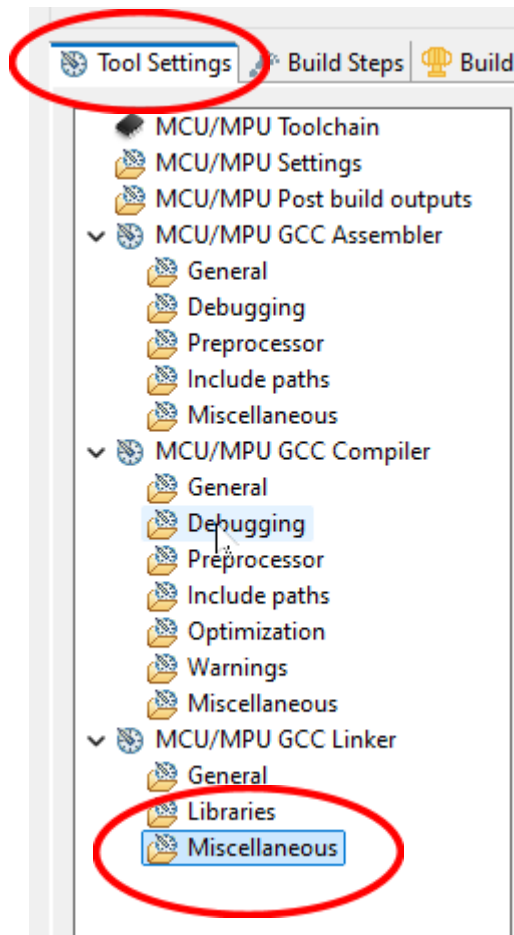 Tool Settings Build Steps Build
MCU/MPU Toolchain
MCU/MPU Settings
MCU/MPU Post build outputs
MCU/MPU GCC Assembler
General
Debugging
Preprocessor
Include paths
Miscellaneous
MCU/MPU GCC Compiler
General
Debugging
Preprocessor
Include paths
Optimization
Warnings
Miscellaneous
MCU/MPU GCC Linker
General
Libraries
Miscellaneous